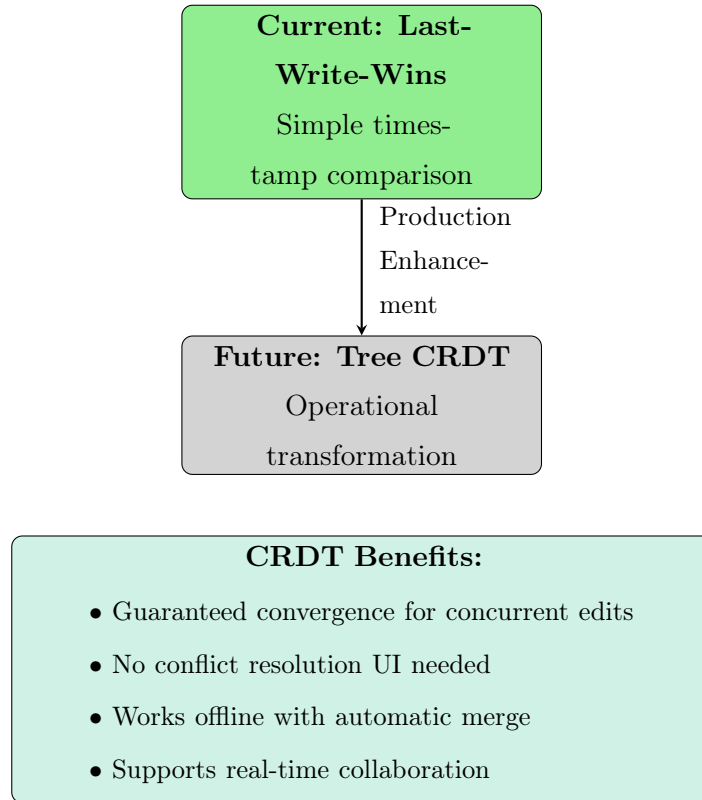 Current: Last-
Write-Wins
Simple times-
tamp comparison
Production
Enhance-
ment
Future: Tree CRDT
Operational
transformation
CRDT Benefits:
• Guaranteed convergence for concurrent edits
• No conflict resolution UI needed
• Works offline with automatic merge
• Supports real-time collaboration